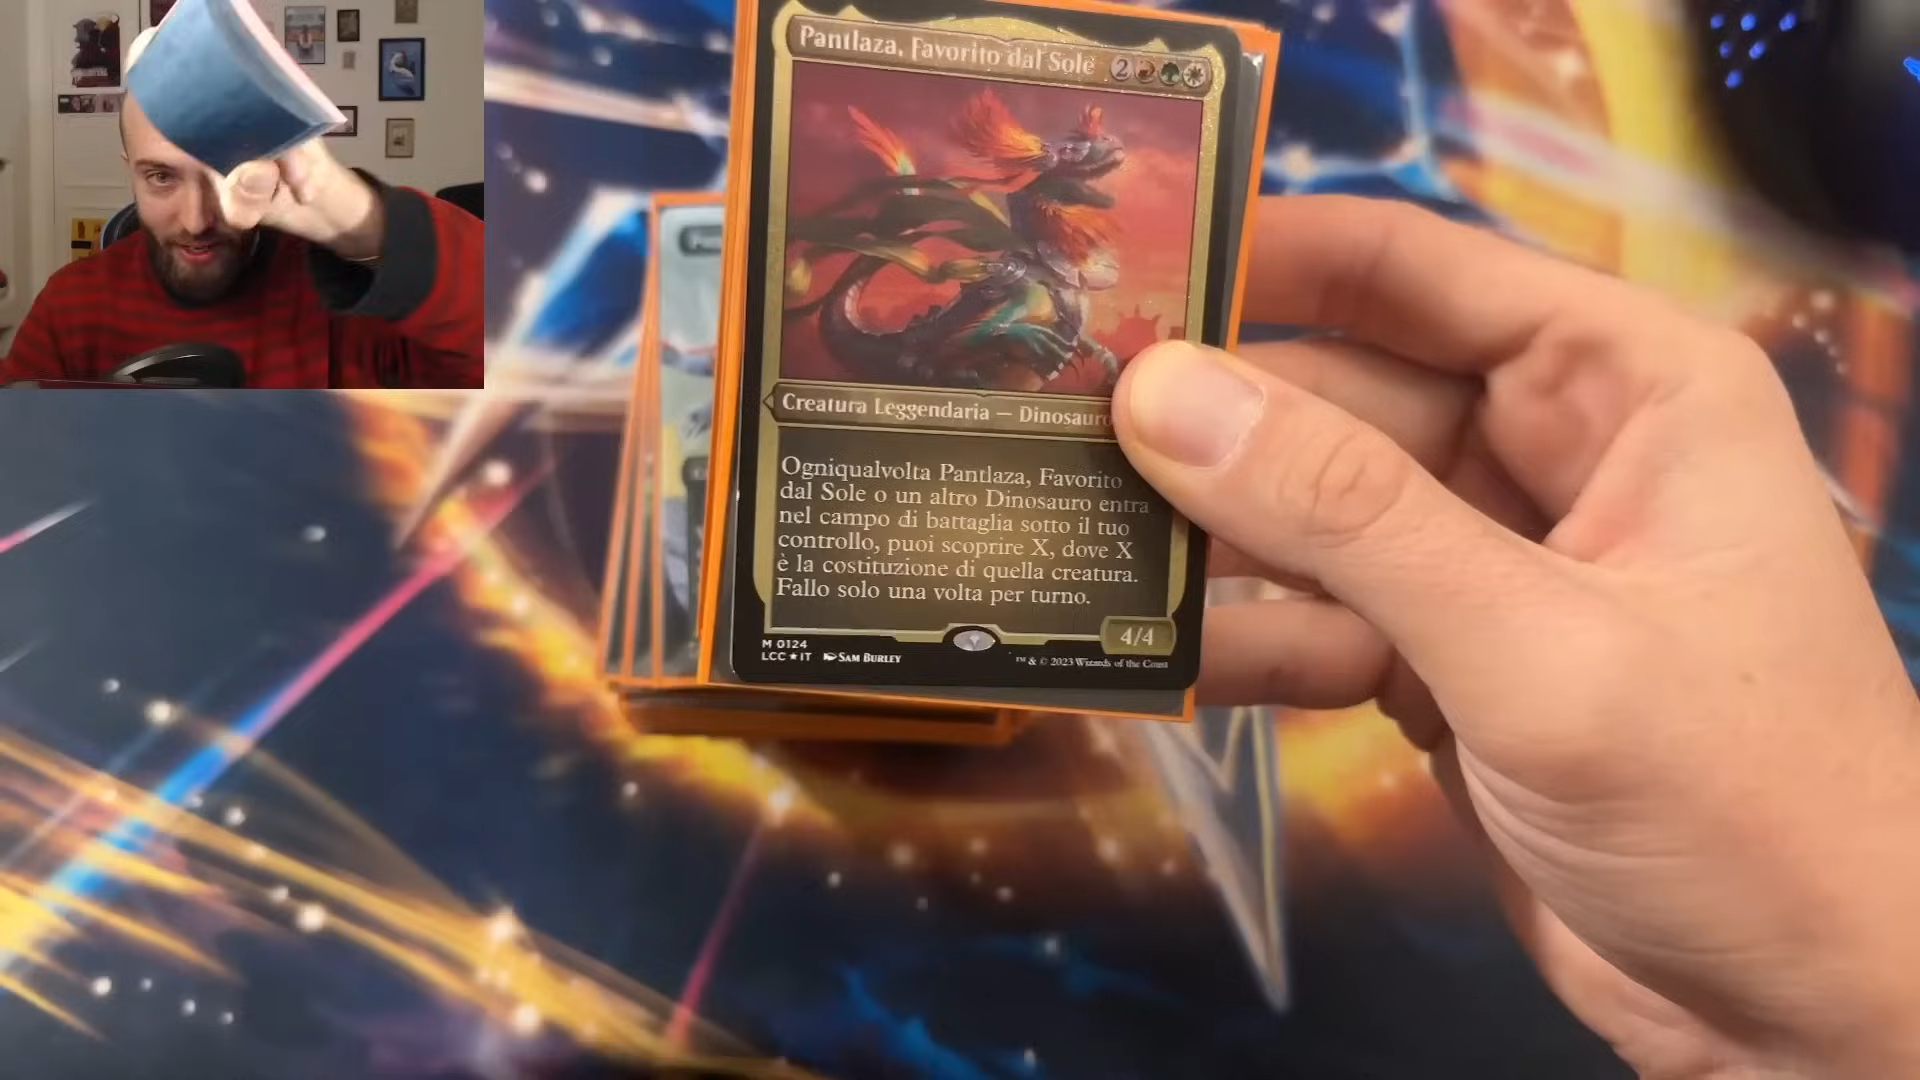 Pantlaza, Favorito dal Sole 2
Creatura Leggendaria — Dinosauro
Ogniqualvolta Pantlaza, Favorito
dal Sole o un altro Dinosauro entra
nel campo di battaglia sotto il tuo
controllo, puoi scoprire X, dove X
è la costituzione di quella creatura.
Fallo solo una volta per turno.
4/4
M 0124
LCC★IT SAM BURLEY
™ & © 2023 Wizards of the Coast